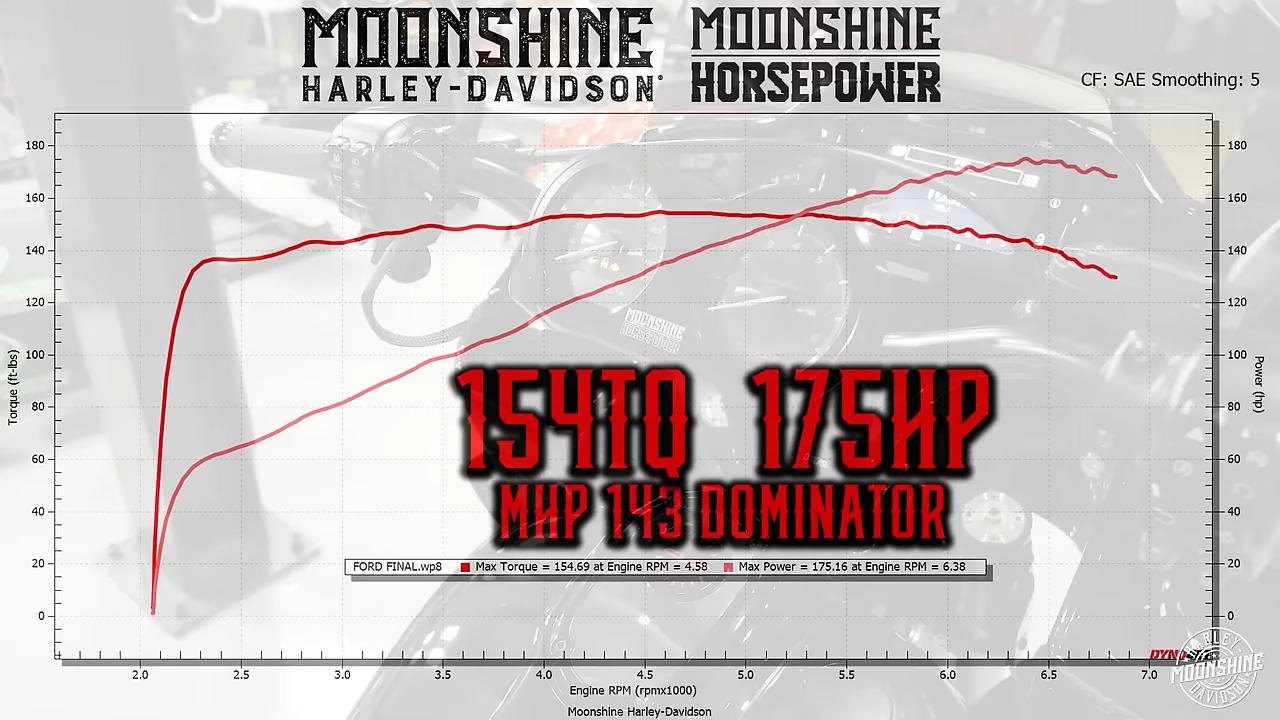 MOONSHINE
HARLEY-DAVIDSON
MOONSHINE
HORSEPOWER
CF: SAE Smoothing: 5
180
160
140
120
100
80
60
40
20
0
Torque (ft-lbs)
180
160
140
120
100
80
60
40
20
0
Power (hp)
MOONSHINE
HORSEPOWER
154TQ 175HP
MHP 143 DOMINATOR
FORD FINAL.wp8 Max Torque = 154.69 at Engine RPM = 4.58 Max Power = 175.16 at Engine RPM = 6.38
2.0 2.5 3.0 3.5 4.0 4.5 5.0 5.5 6.0 6.5 7.0
Engine RPM (rpmx1000)
Moonshine Harley-Davidson
HARLEY
MOONSHINE
DAVIDSON